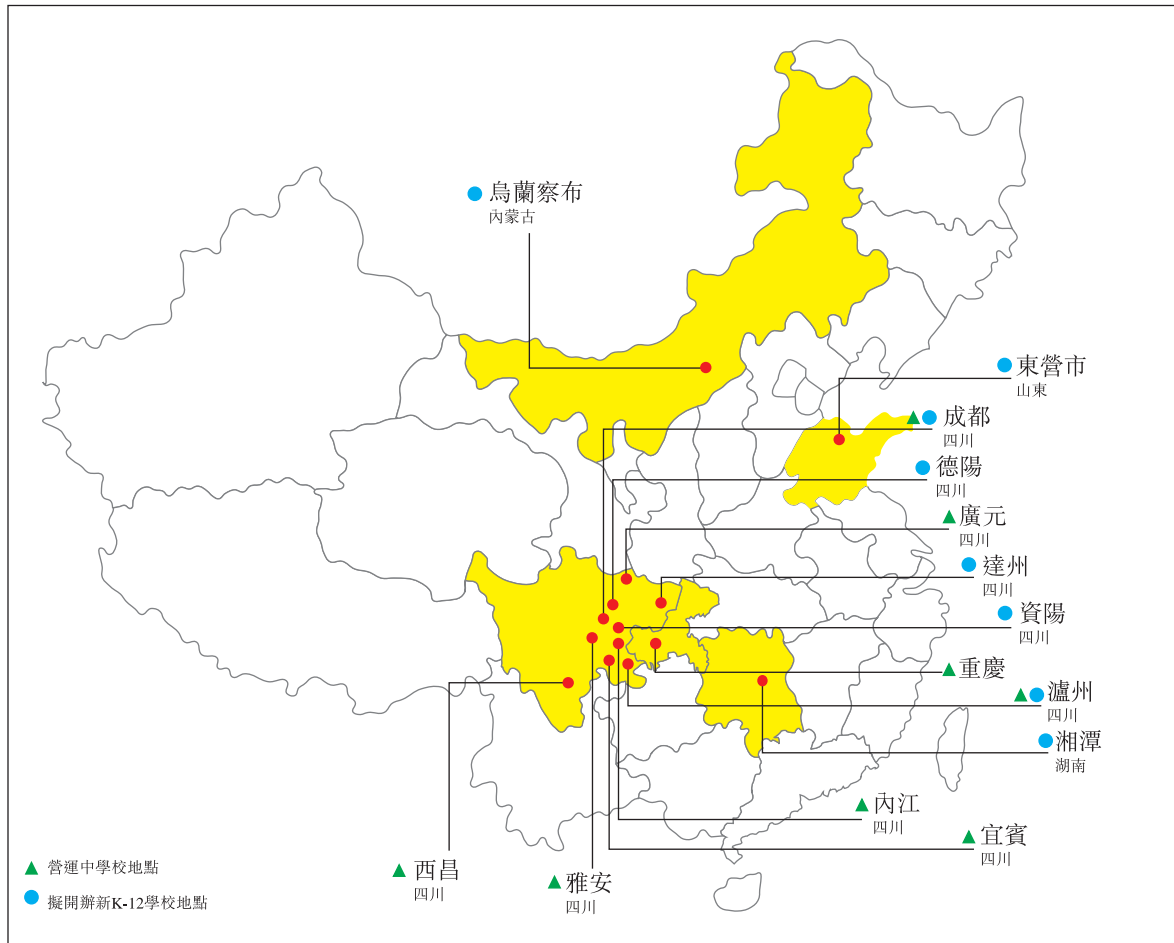 烏蘭察布
內蒙古
東營市
山東
成都
四川
德陽
四川
廣元
四川
達州
四川
資陽
四川
重慶
瀘州
四川
湘潭
湖南
內江
四川
宜賓
四川
西昌
四川
雅安
四川
營運中學校地點
擬開辦新K-12學校地點